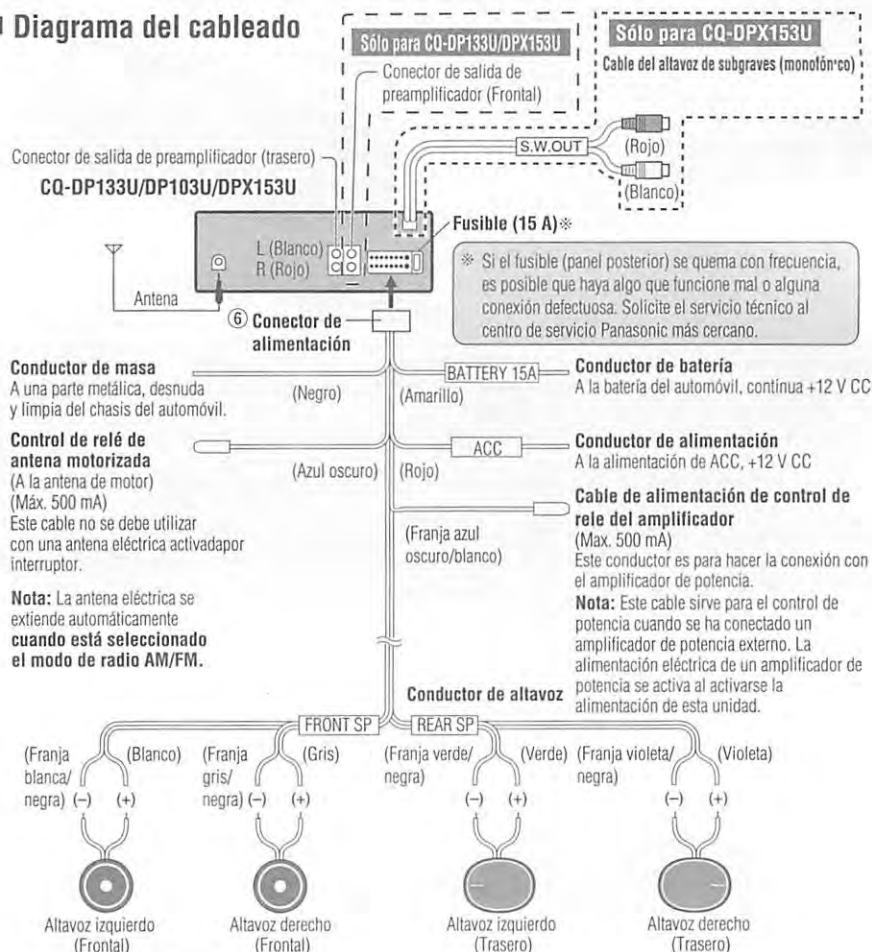 Diagrama del cableado
Sólo para CQ-DP133U/DPX153U
Conector de salida de
preamplificador (Frontal)
Sólo para CQ-DPX153U
Cable del altavoz de subgraves (monofón·co)
S.W.OUT
(Rojo)
(Blanco)
Conector de salida de preamplificador (trasero)
CQ-DP133U/DP103U/DPX153U
L (Blanco)
R (Rojo)
Fusible (15 A)※
※ Si el fusible (panel posterior) se quema con frecuencia,
es posible que haya algo que funcione mal o alguna
conexión defectuosa. Solicite el servicio técnico al
centro de servicio Panasonic más cercano.
Antena
⑥ Conector de
alimentación
Conductor de masa
A una parte metálica, desnuda
y limpia del chasis del automóvil.
(Negro)
BATTERY 15A
(Amarillo)
Conductor de batería
A la batería del automóvil, continua +12 V CC
Control de relé de
antena motorizada
(A la antena de motor)
(Máx. 500 mA)
Este cable no se debe utilizar
con una antena eléctrica activadapor
interruptor.
(Azul oscuro)
ACC
(Rojo)
Conductor de alimentación
A la alimentación de ACC, +12 V CC
Nota: La antena eléctrica se
extiende automáticamente
cuando está seleccionado
el modo de radio AM/FM.
(Franja azul
oscuro/blanco)
Cable de alimentación de control de
rele del amplificador
(Max. 500 mA)
Este conductor es para hacer la conexión con
el amplificador de potencia.
Nota: Este cable sirve para el control de
potencia cuando se ha conectado un
amplificador de potencia externo. La
alimentación eléctrica de un amplificador de
potencia se activa al activarse la
alimentación de esta unidad.
Conductor de altavoz
FRONT SP
REAR SP
(Franja
blanca/
negra) (–)
(Blanco)
(+)
(Franja
gris/
negra) (–)
(Gris)
(+)
(Franja verde/
negra)
(–)
(Verde)
(+)
(Franja violeta/
negra)
(–)
(Violeta)
(+)
Altavoz izquierdo
(Frontal)
Altavoz derecho
(Frontal)
Altavoz izquierdo
(Trasero)
Altavoz derecho
(Trasero)